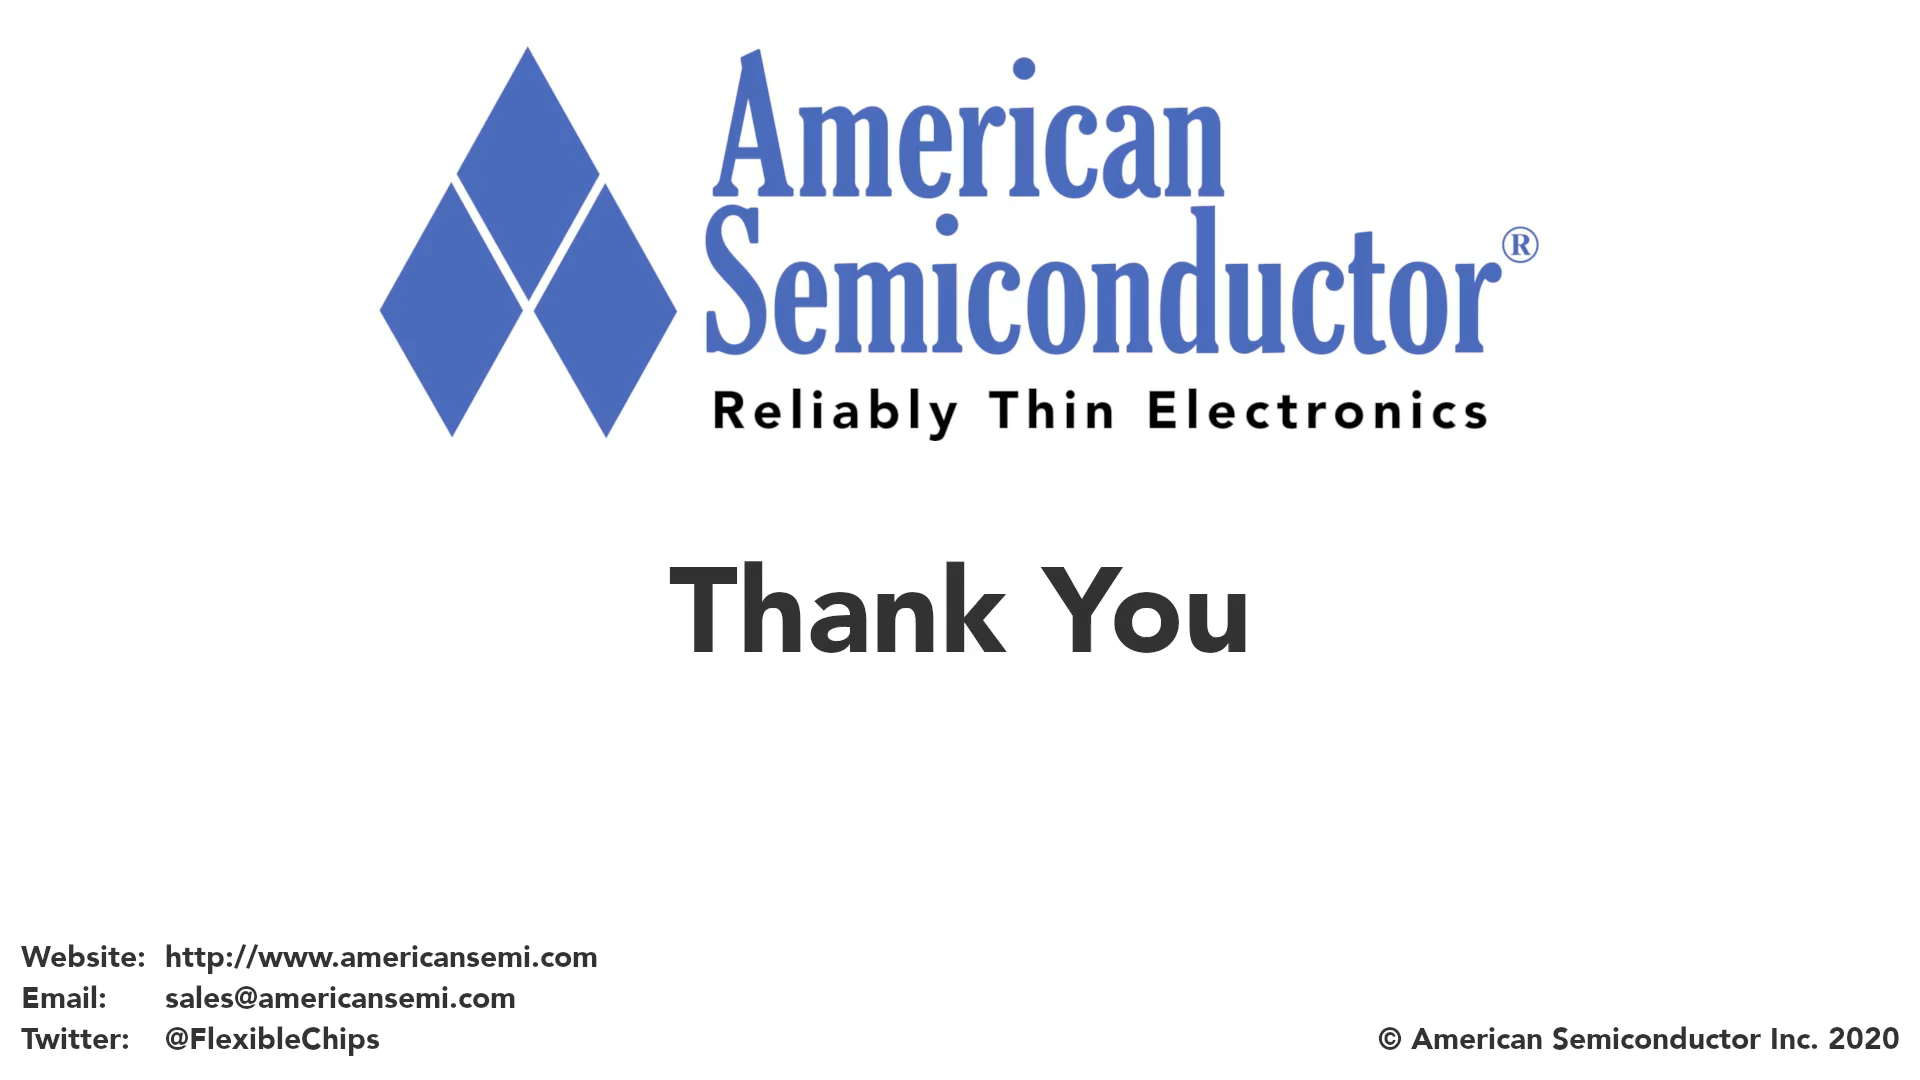 American
Semiconductor®
Reliably Thin Electronics
Thank You
Website: http://www.americansemi.com
Email: sales@americansemi.com
Twitter: @FlexibleChips
© American Semiconductor Inc. 2020